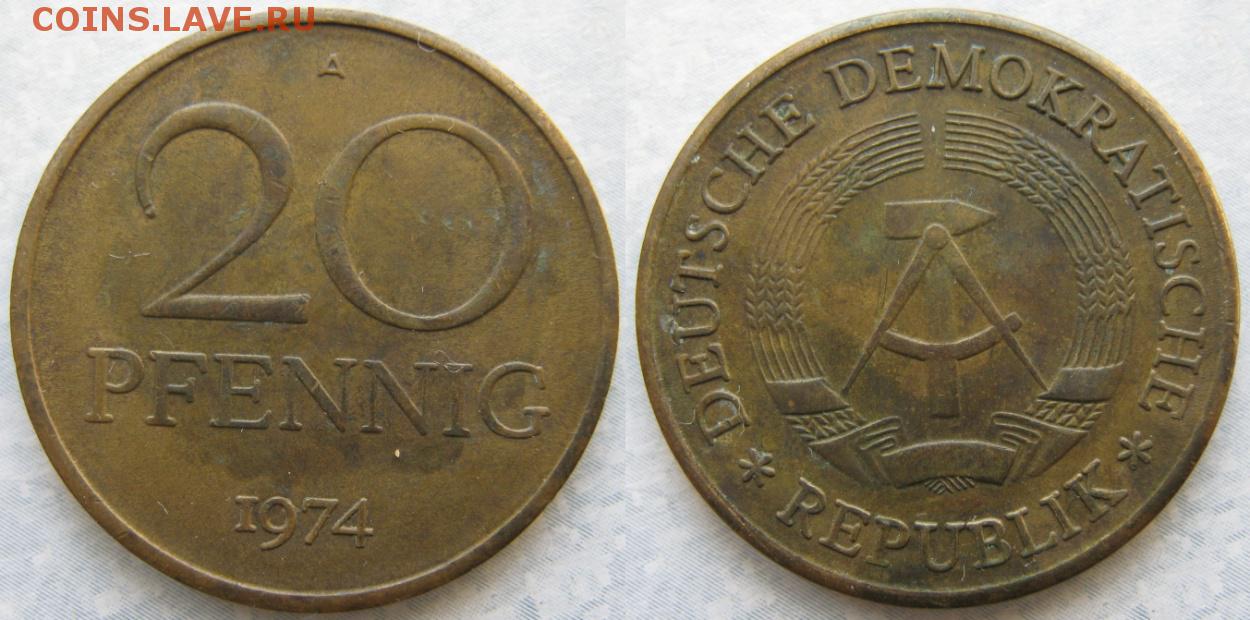 COINS.LAVE.RU
A
20
PFENNIG
1974
DEUTSCHE DEMOKRATISCHE
* REPUBLIK *